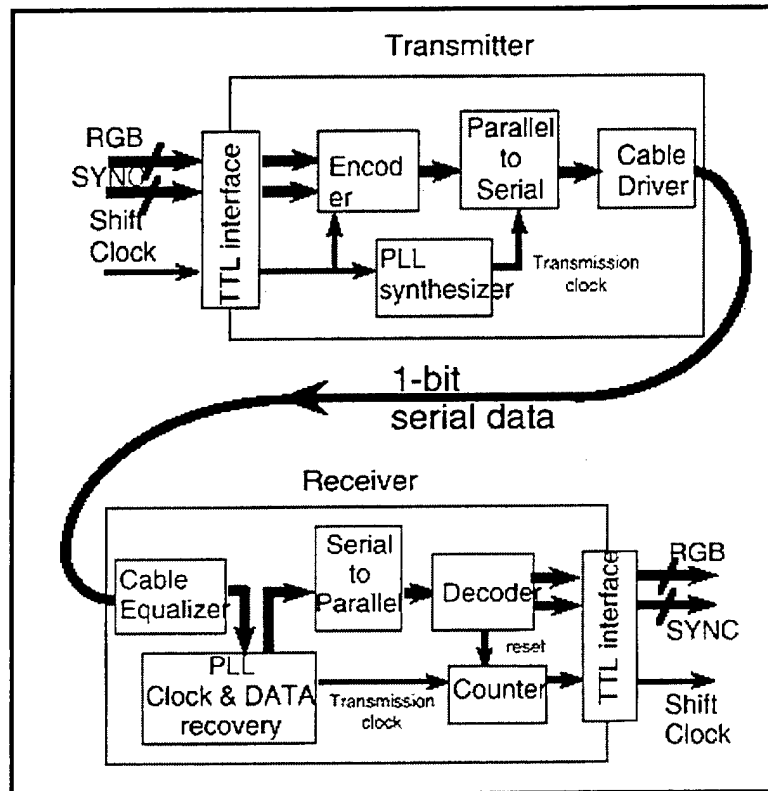 Transmitter
RGB
SYNC
Shift
Clock
TTL interface
Encod
er
Parallel
to
Serial
Cable
Driver
PLL
synthesizer
Transmission
clock
1-bit
serial data
Receiver
Cable
Equalizer
Serial
to
Parallel
Decoder
RGB
SYNC
reset
PLL
Clock & DATA
recovery
Transmission
clock
Counter
TTL interface
Shift
Clock